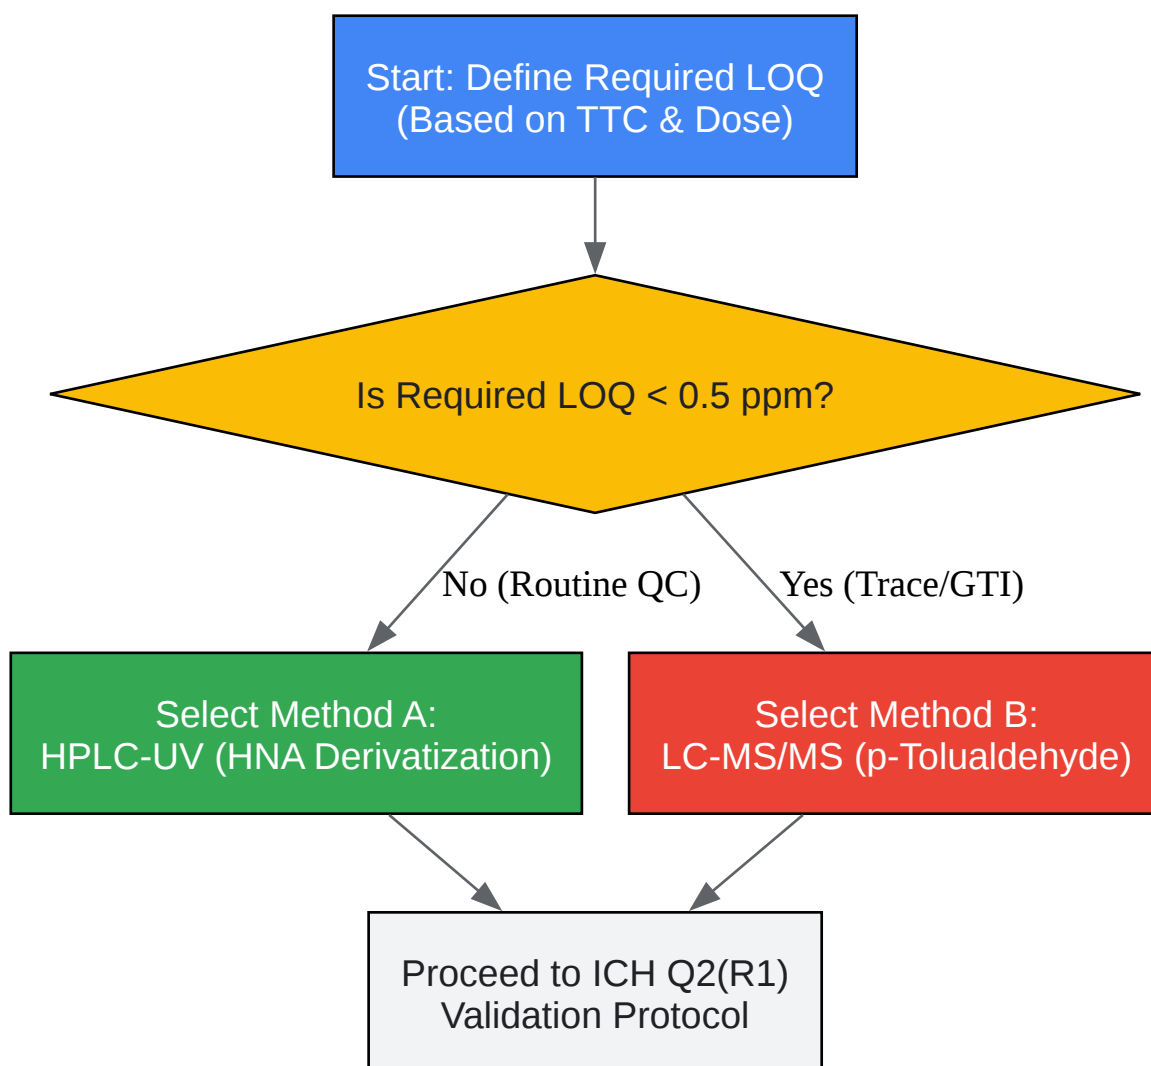 Start: Define Required LOQ
(Based on TTC & Dose)
Is Required LOQ < 0.5 ppm?
No (Routine QC)
Yes (Trace/GTI)
Select Method A:
HPLC-UV (HNA Derivatization)
Select Method B:
LC-MS/MS (p-Tolualdehyde)
Proceed to ICH Q2(R1)
Validation Protocol